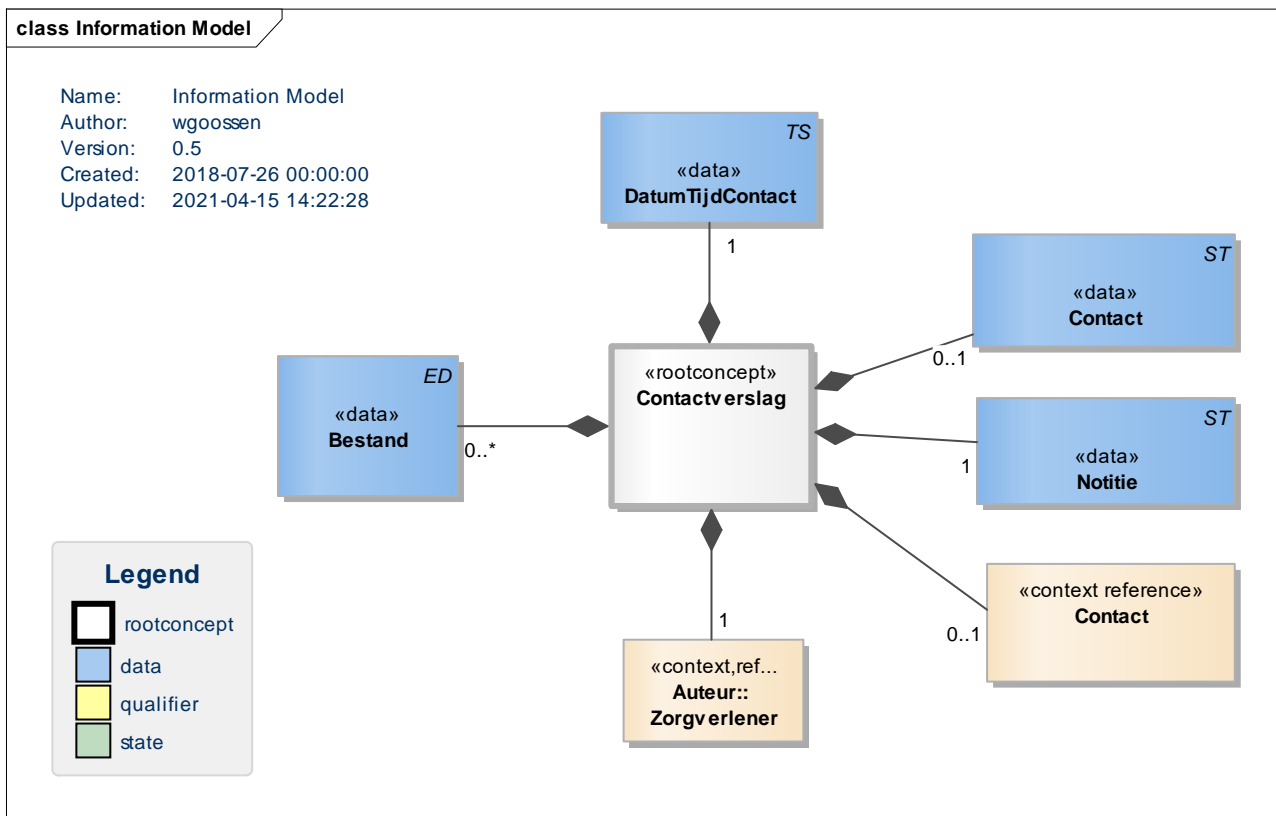 class Information Model
Name: Information Model
Author: wgoossen
Version: 0.5
Created: 2018-07-26 00:00:00
Updated: 2021-04-15 14:22:28
TS
«data»
DatumTijdContact
1
ST
«data»
Contact
0..1
«rootconcept»
Contactverslag
ED
«data»
Bestand
0..*
ST
«data»
Notitie
1
«context reference»
Contact
0..1
1
«context,ref...
Auteur::
Zorgverlener
Legend
rootconcept
data
qualifier
state